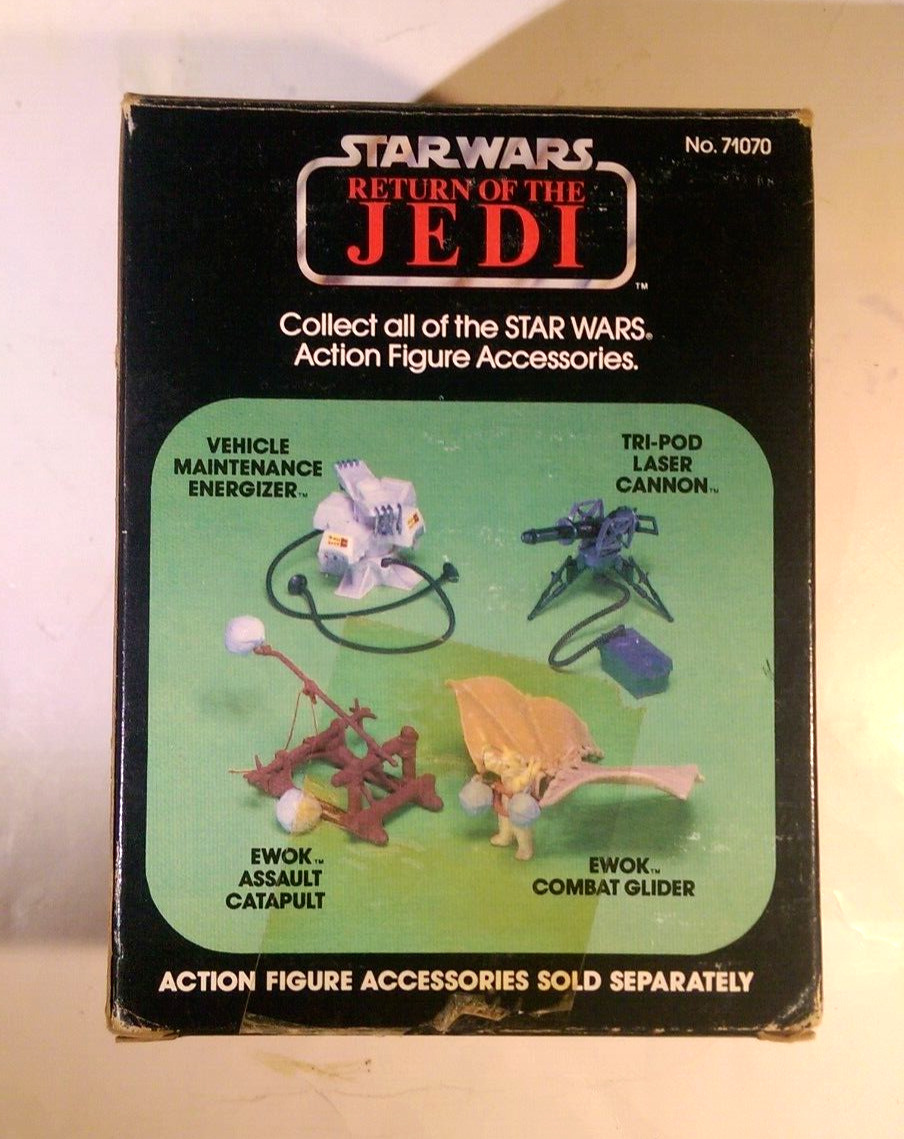 STAR WARS
No. 71070
RETURN OF THE
JEDI
™
Collect all of the STAR WARS®
Action Figure Accessories.
VEHICLE
MAINTENANCE
ENERGIZER™
TRI-POD
LASER
CANNON™
EWOK™
ASSAULT
CATAPULT
EWOK™
COMBAT GLIDER
ACTION FIGURE ACCESSORIES SOLD SEPARATELY